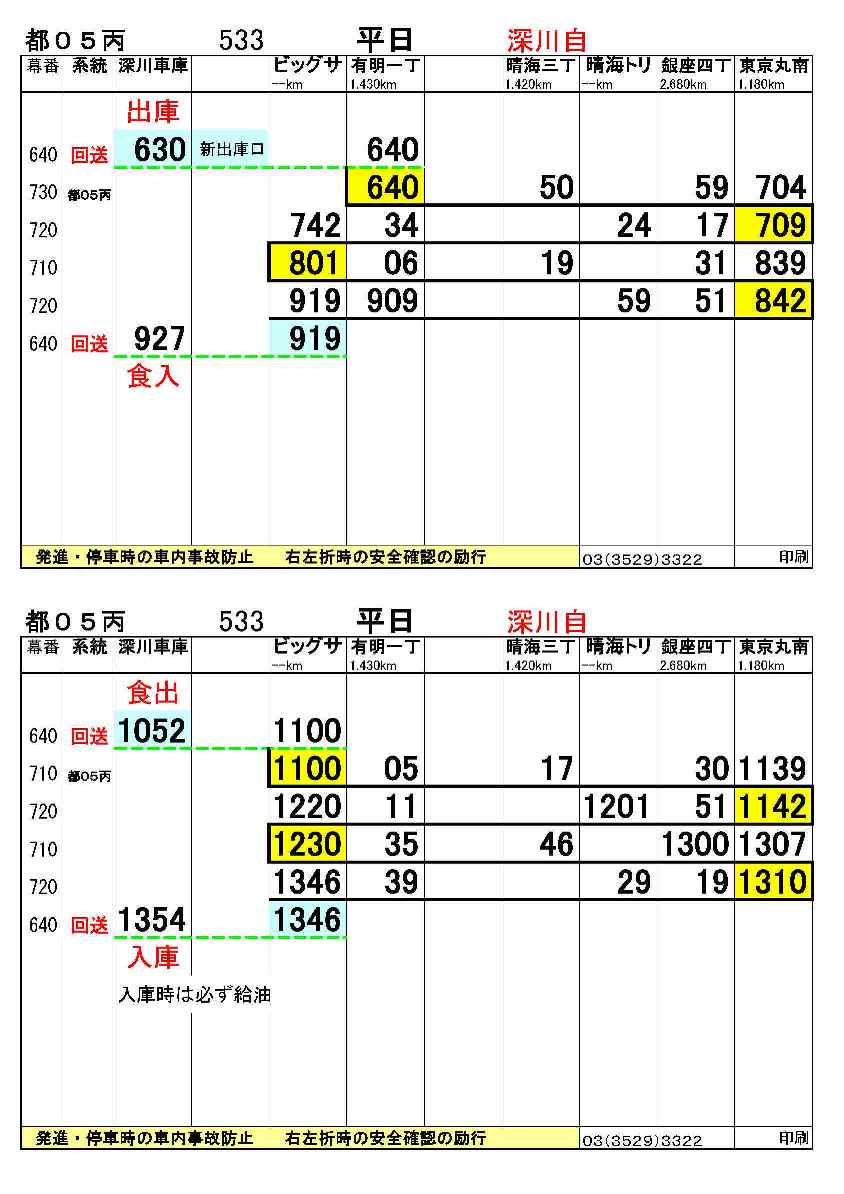 都０５丙 533 平日 深川自
幕番 系統 深川車庫 ビッグサ 有明一丁 晴海三丁 晴海トリ 銀座四丁 東京丸南
--km 1.430km 1.420km --km 2.680km 1.180km
出庫
640 回送 630 新出庫口 640
730 都05丙 640 50 59 704
720 742 34 24 17 709
710 801 06 19 31 839
720 919 909 59 51 842
640 回送 927 919
食入
発進・停車時の車内事故防止 右左折時の安全確認の励行 03(3529)3322 印刷
都０５丙 533 平日 深川自
幕番 系統 深川車庫 ビッグサ 有明一丁 晴海三丁 晴海トリ 銀座四丁 東京丸南
--km 1.430km 1.420km --km 2.680km 1.180km
食出
640 回送 1052 1100
710 都05丙 1100 05 17 30 1139
720 1220 11 1201 51 1142
710 1230 35 46 1300 1307
720 1346 39 29 19 1310
640 回送 1354 1346
入庫
入庫時は必ず給油
発進・停車時の車内事故防止 右左折時の安全確認の励行 03(3529)3322 印刷